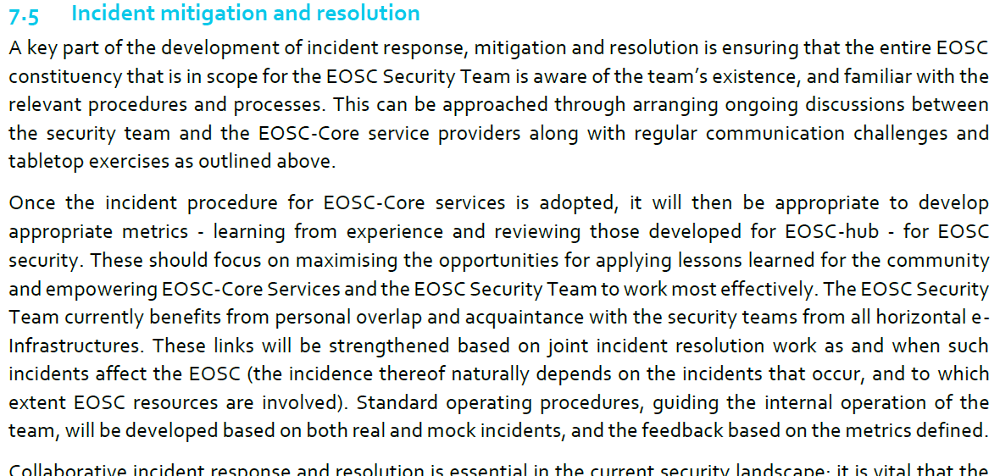 7.5 Incident mitigation and resolution
A key part of the development of incident response, mitigation and resolution is ensuring that the entire EOSC
constituency that is in scope for the EOSC Security Team is aware of the team's existence, and familiar with the
relevant procedures and processes. This can be approached through arranging ongoing discussions between
the security team and the EOSC-Core service providers along with regular communication challenges and
tabletop exercises as outlined above.
Once the incident procedure for EOSC-Core services is adopted, it will then be appropriate to develop
appropriate metrics - learning from experience and reviewing those developed for EOSC-hub - for EOSC
security. These should focus on maximising the opportunities for applying lessons learned for the community
and empowering EOSC-Core Services and the EOSC Security Team to work most effectively. The EOSC Security
Team currently benefits from personal overlap and acquaintance with the security teams from all horizontal e-
Infrastructures. These links will be strengthened based on joint incident resolution work as and when such
incidents affect the EOSC (the incidence thereof naturally depends on the incidents that occur, and to which
extent EOSC resources are involved). Standard operating procedures, guiding the internal operation of the
team, will be developed based on both real and mock incidents, and the feedback based on the metrics defined.
Collaborative incident response and resolution is essential in the current security landscape; it is vital that the